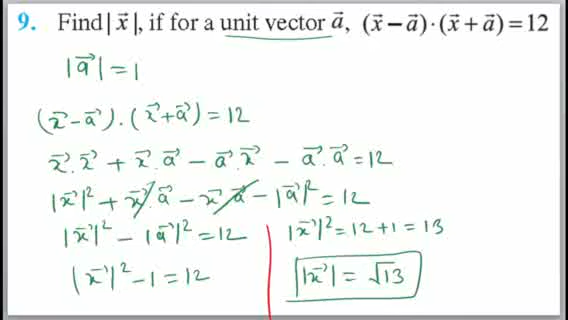 9. Find |x⃗|, if for a unit vector a⃗, (x⃗ – a⃗)·(x⃗ + a⃗) = 12
|a⃗| = 1
(x⃗ - a⃗) . (x⃗ + a⃗) = 12
x⃗ . x⃗ + x⃗ . a⃗ - a⃗ . x⃗ - a⃗ . a⃗ = 12
|x⃗|² + x⃗ . a⃗ - x⃗ . a⃗ - |a⃗|² = 12
|x⃗|² - |a⃗|² = 12
|x⃗|² - 1 = 12
|x⃗|² = 12 + 1 = 13
|x⃗| = √13